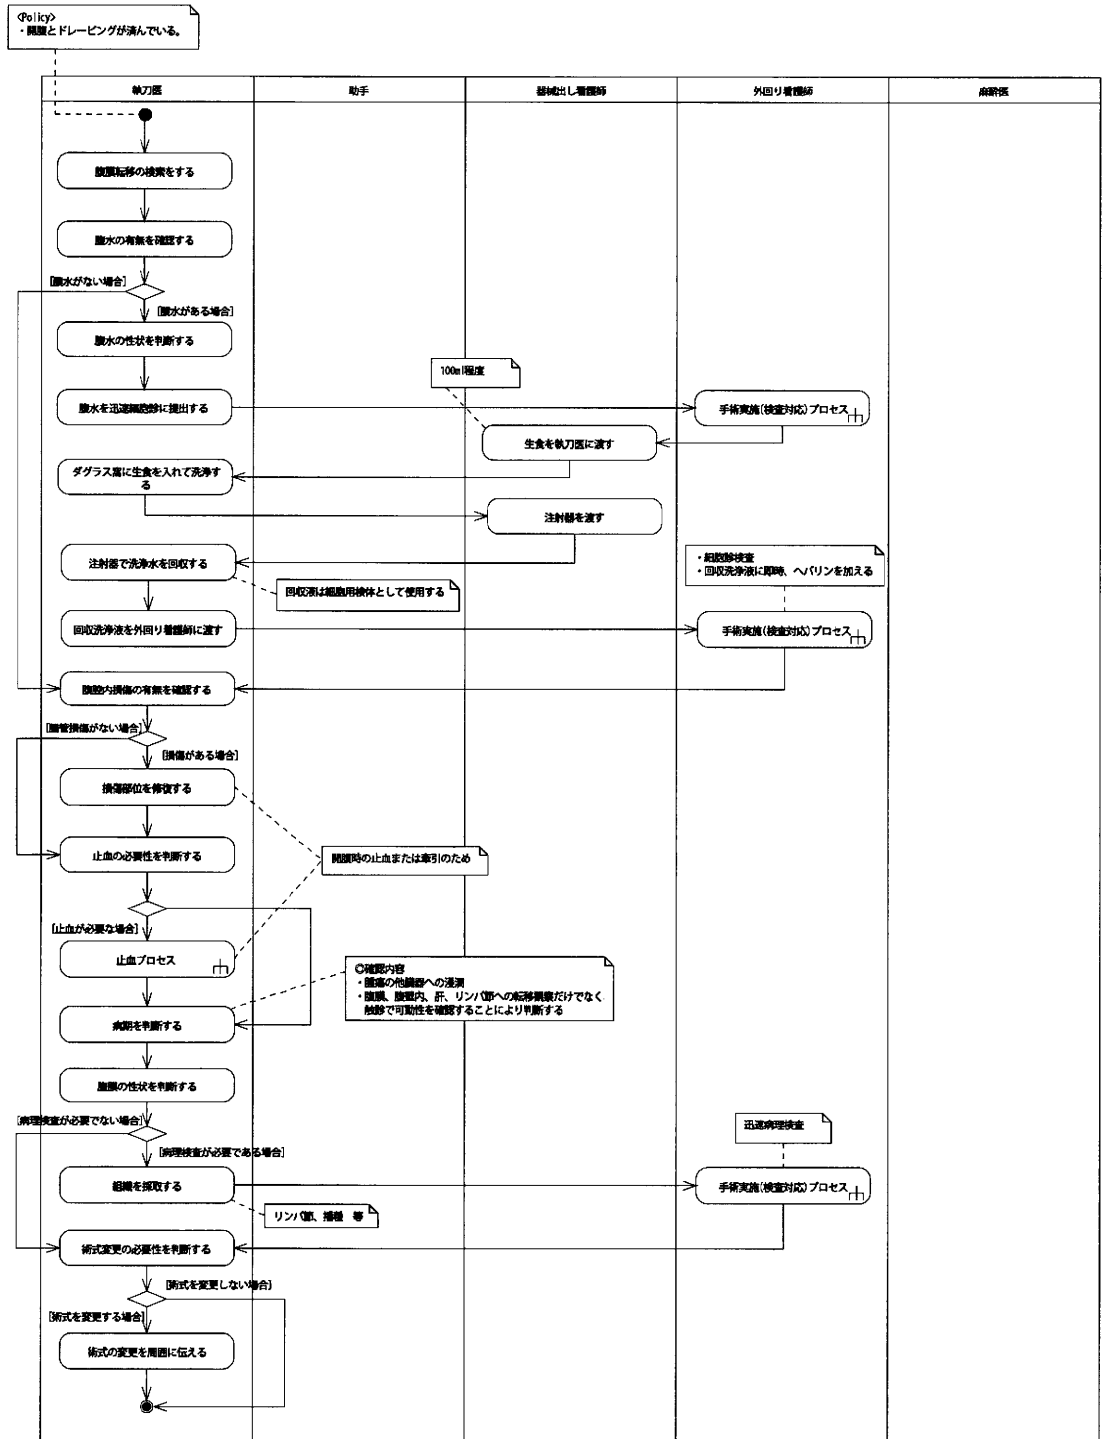 <Policy>
・開腹とドレーピングが済んでいる。
執刀医
助手
器械出し看護師
外回り看護師
麻酔医
腹膜転移の検索をする
腹水の有無を確認する
[腹水がない場合]
[腹水がある場合]
腹水の性状を判断する
100ml程度
腹水を迅速細胞診に提出する
手術実施(検査対応)プロセス
生食を執刀医に渡す
ダグラス窩に生食を入れて洗浄す
る
注射器を渡す
注射器で洗浄水を回収する
・細胞診検査
・回収洗浄液に即時、ヘパリンを加える
回収液は細胞用検体として使用する
回収洗浄液を外回り看護師に渡す
手術実施(検査対応)プロセス
腹腔内損傷の有無を確認する
[腸管損傷がない場合]
[損傷がある場合]
損傷部位を修復する
止血の必要性を判断する
開腹時の止血または牽引のため
[止血が必要な場合]
止血プロセス
◎確認内容
・腫瘍の他臓器への浸潤
・腹膜、腹壁内、肝、リンパ節への転移観察だけでなく
触診で可動性を確認することにより判断する
病期を判断する
腹膜の性状を判断する
[病理検査が必要でない場合]
[病理検査が必要である場合]
迅速病理検査
組織を採取する
手術実施(検査対応)プロセス
リンパ節、播種　等
術式変更の必要性を判断する
[術式を変更しない場合]
[術式を変更する場合]
術式の変更を周囲に伝える